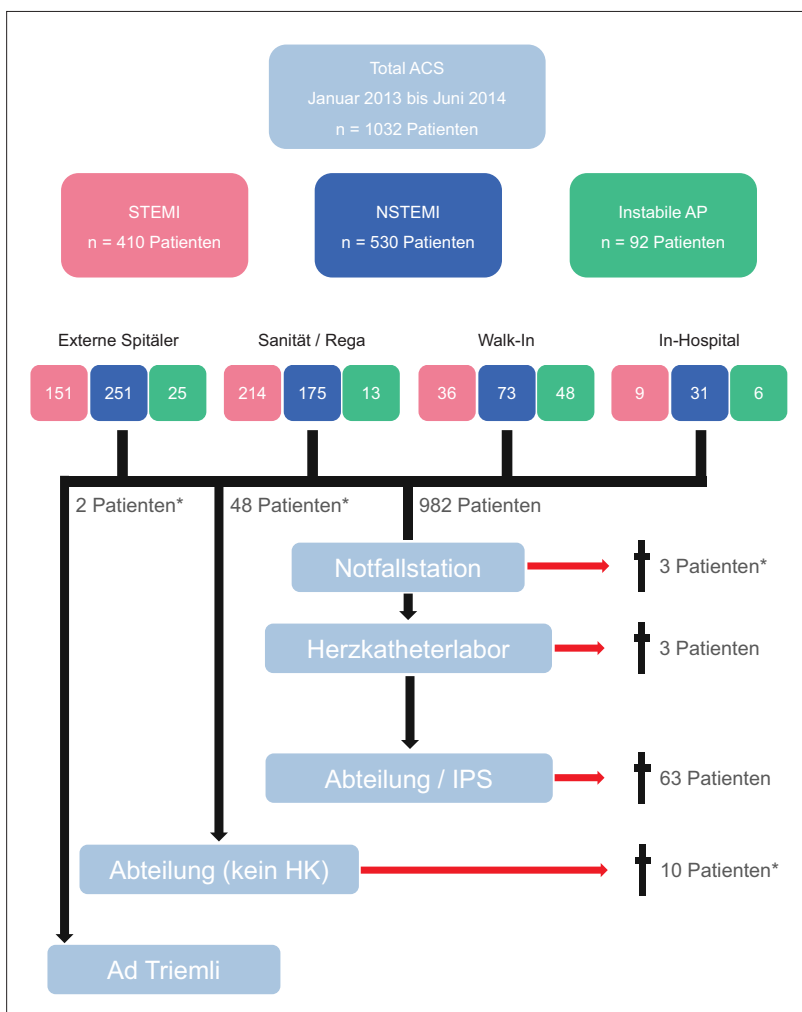 Total ACS
Januar 2013 bis Juni 2014
n = 1032 Patienten
STEMI
n = 410 Patienten
NSTEMI
n = 530 Patienten
Instabile AP
n = 92 Patienten
Externe Spitäler
Sanität / Rega
Walk-In
In-Hospital
151 251 25
214 175 13
36 73 48
9 31 6
2 Patienten*
48 Patienten*
982 Patienten
Notfallstation
3 Patienten*
Herzkatheterlabor
3 Patienten
Abteilung / IPS
63 Patienten
Abteilung (kein HK)
10 Patienten*
Ad Triemli